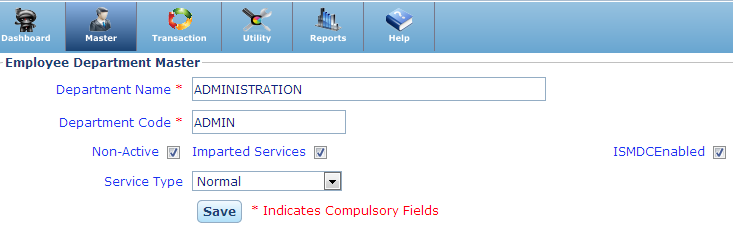 Dashboard Master Transaction Utility Reports Help
Employee Department Master
Department Name * ADMINISTRATION
Department Code * ADMIN
Non-Active Imparted Services ISMDCEnabled
Service Type Normal
Save * Indicates Compulsory Fields